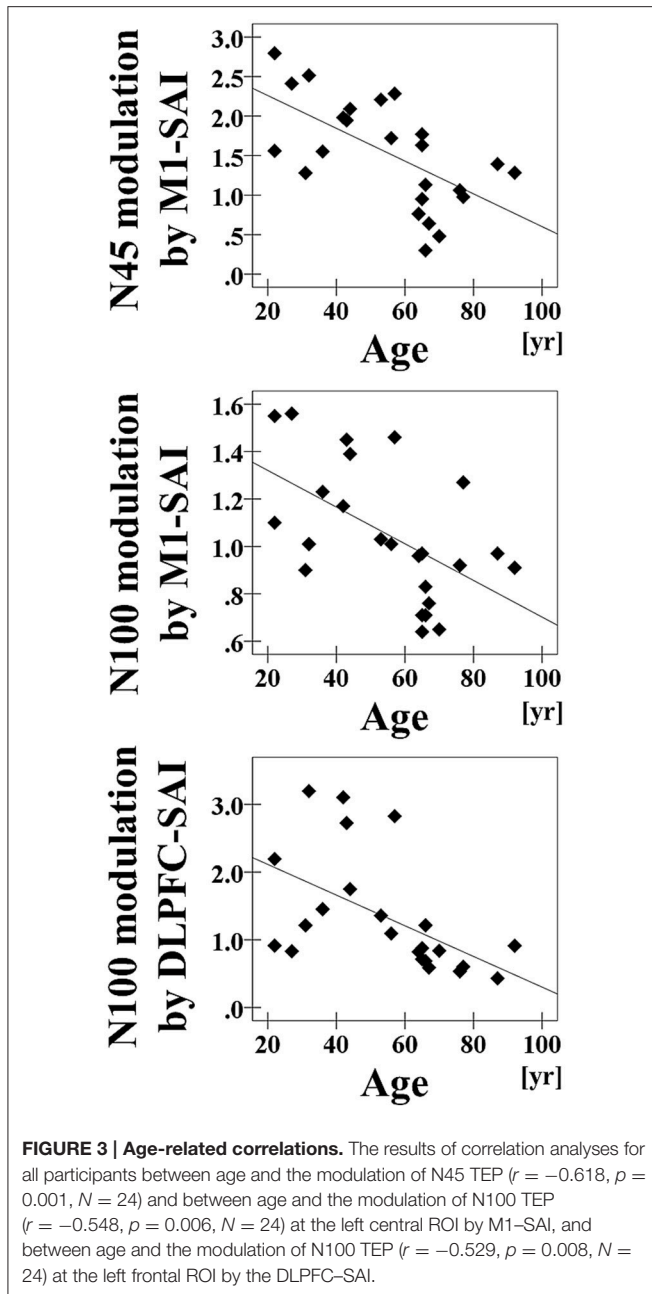 N45 modulation
by M1-SAI
3.0
2.5
2.0
1.5
1.0
.5
.0
20 40 60 80 100
Age [yr]
N100 modulation
by M1-SAI
1.6
1.4
1.2
1.0
.8
.6
20 40 60 80 100
Age [yr]
N100 modulation
by DLPFC-SAI
3.0
2.0
1.0
.0
20 40 60 80 100
Age [yr]
FIGURE 3 | Age-related correlations. The results of correlation analyses for
all participants between age and the modulation of N45 TEP (r = −0.618, p =
0.001, N = 24) and between age and the modulation of N100 TEP
(r = −0.548, p = 0.006, N = 24) at the left central ROI by M1–SAI, and
between age and the modulation of N100 TEP (r = −0.529, p = 0.008, N =
24) at the left frontal ROI by the DLPFC–SAI.